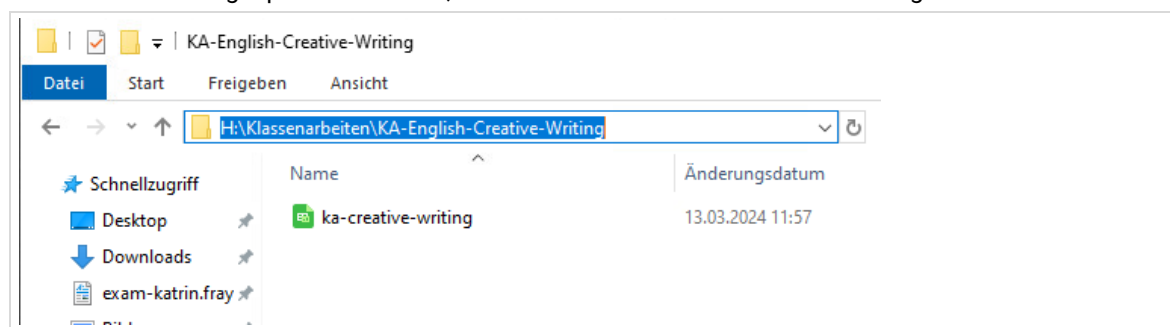 KA-English-Creative-Writing
Datei Start Freigeben Ansicht
H:\Klassenarbeiten\KA-English-Creative-Writing
Name Änderungsdatum
Schnellzugriff
Desktop
ka-creative-writing 13.03.2024 11:57
Downloads
exam-katrin.fray